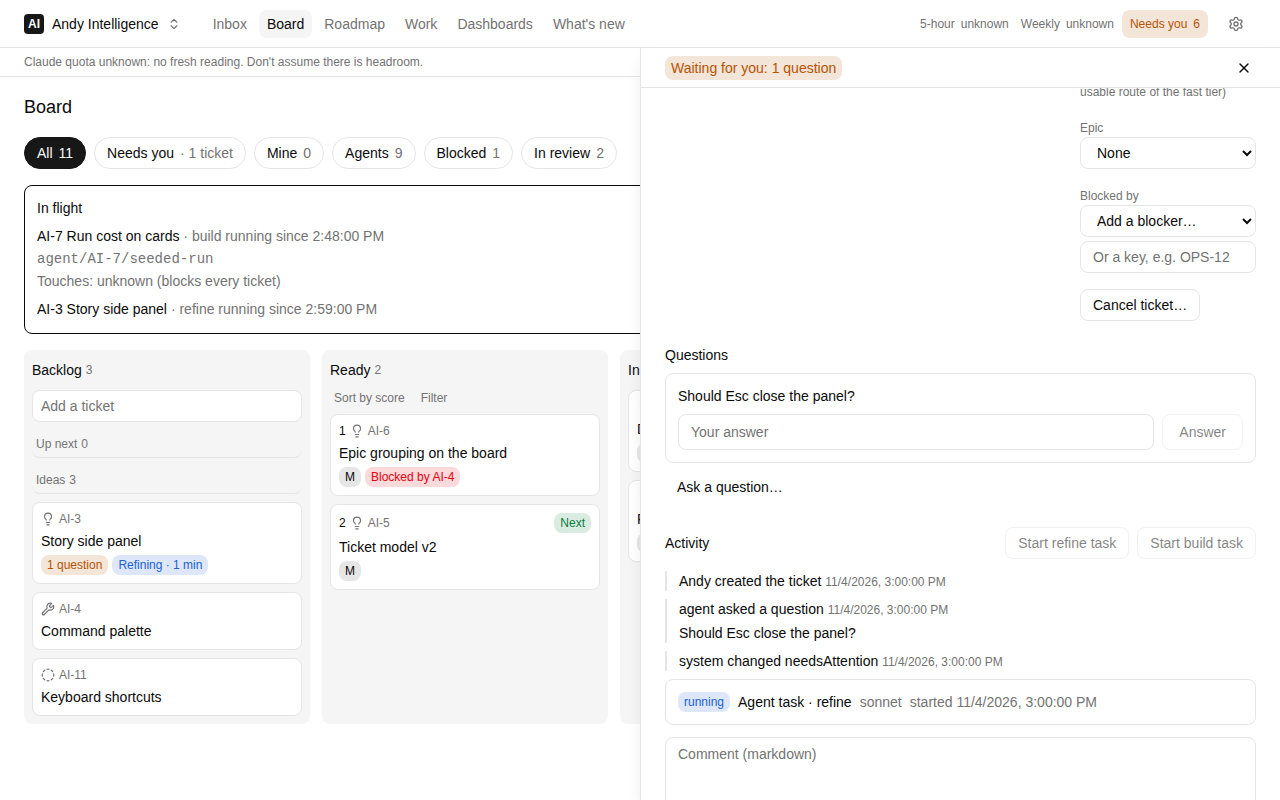 AI Andy Intelligence Inbox Board Roadmap Work Dashboards What's new 5-hour unknown Weekly unknown Needs you 6
Claude quota unknown: no fresh reading. Don't assume there is headroom.
Board
All 11 Needs you · 1 ticket Mine 0 Agents 9 Blocked 1 In review 2
In flight
AI-7 Run cost on cards · build running since 2:48:00 PM
agent/AI-7/seeded-run
Touches: unknown (blocks every ticket)
AI-3 Story side panel · refine running since 2:59:00 PM
Backlog 3
Add a ticket
Up next 0
Ideas 3
AI-3
Story side panel
1 question Refining · 1 min
AI-4
Command palette
AI-11
Keyboard shortcuts
Ready 2
Sort by score Filter
1 AI-6
Epic grouping on the board
M Blocked by AI-4
2 AI-5 Next
Ticket model v2
M
In
Waiting for you: 1 question
usable route of the fast tier)
Epic
None
Blocked by
Add a blocker…
Or a key, e.g. OPS-12
Cancel ticket…
Questions
Should Esc close the panel?
Your answer Answer
Ask a question…
Activity Start refine task Start build task
Andy created the ticket 11/4/2026, 3:00:00 PM
agent asked a question 11/4/2026, 3:00:00 PM
Should Esc close the panel?
system changed needsAttention 11/4/2026, 3:00:00 PM
running Agent task · refine sonnet started 11/4/2026, 3:00:00 PM
Comment (markdown)